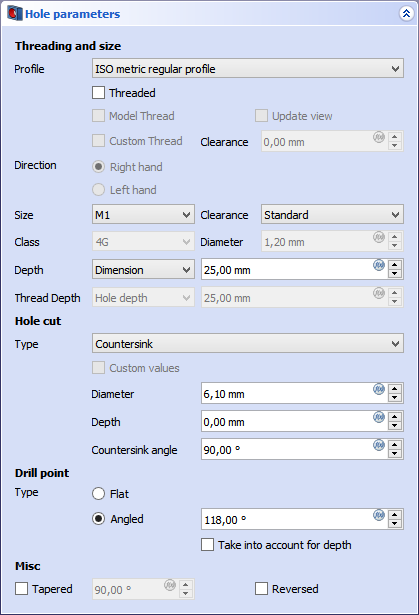 Hole parameters
Threading and size
Profile ISO metric regular profile
Threaded
Model Thread Update view
Custom Thread Clearance 0,00 mm
Direction Right hand
Left hand
Size M1 Clearance Standard
Class 4G Diameter 1,20 mm
Depth Dimension 25,00 mm
Thread Depth Hole depth 25,00 mm
Hole cut
Type Countersink
Custom values
Diameter 6,10 mm
Depth 0,00 mm
Countersink angle 90,00 °
Drill point
Type Flat
Angled 118,00 °
Take into account for depth
Misc
Tapered 90,00 ° Reversed